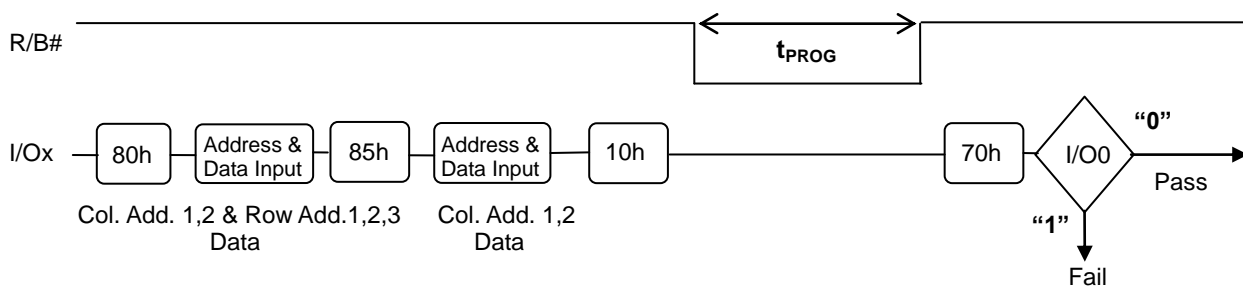 R/B#
tPROG
I/Ox
80h
Address &
Data Input
85h
Address &
Data Input
10h
70h
I/O0
“0”
Pass
Col. Add. 1,2 & Row Add.1,2,3
Data
Col. Add. 1,2
Data
“1”
Fail